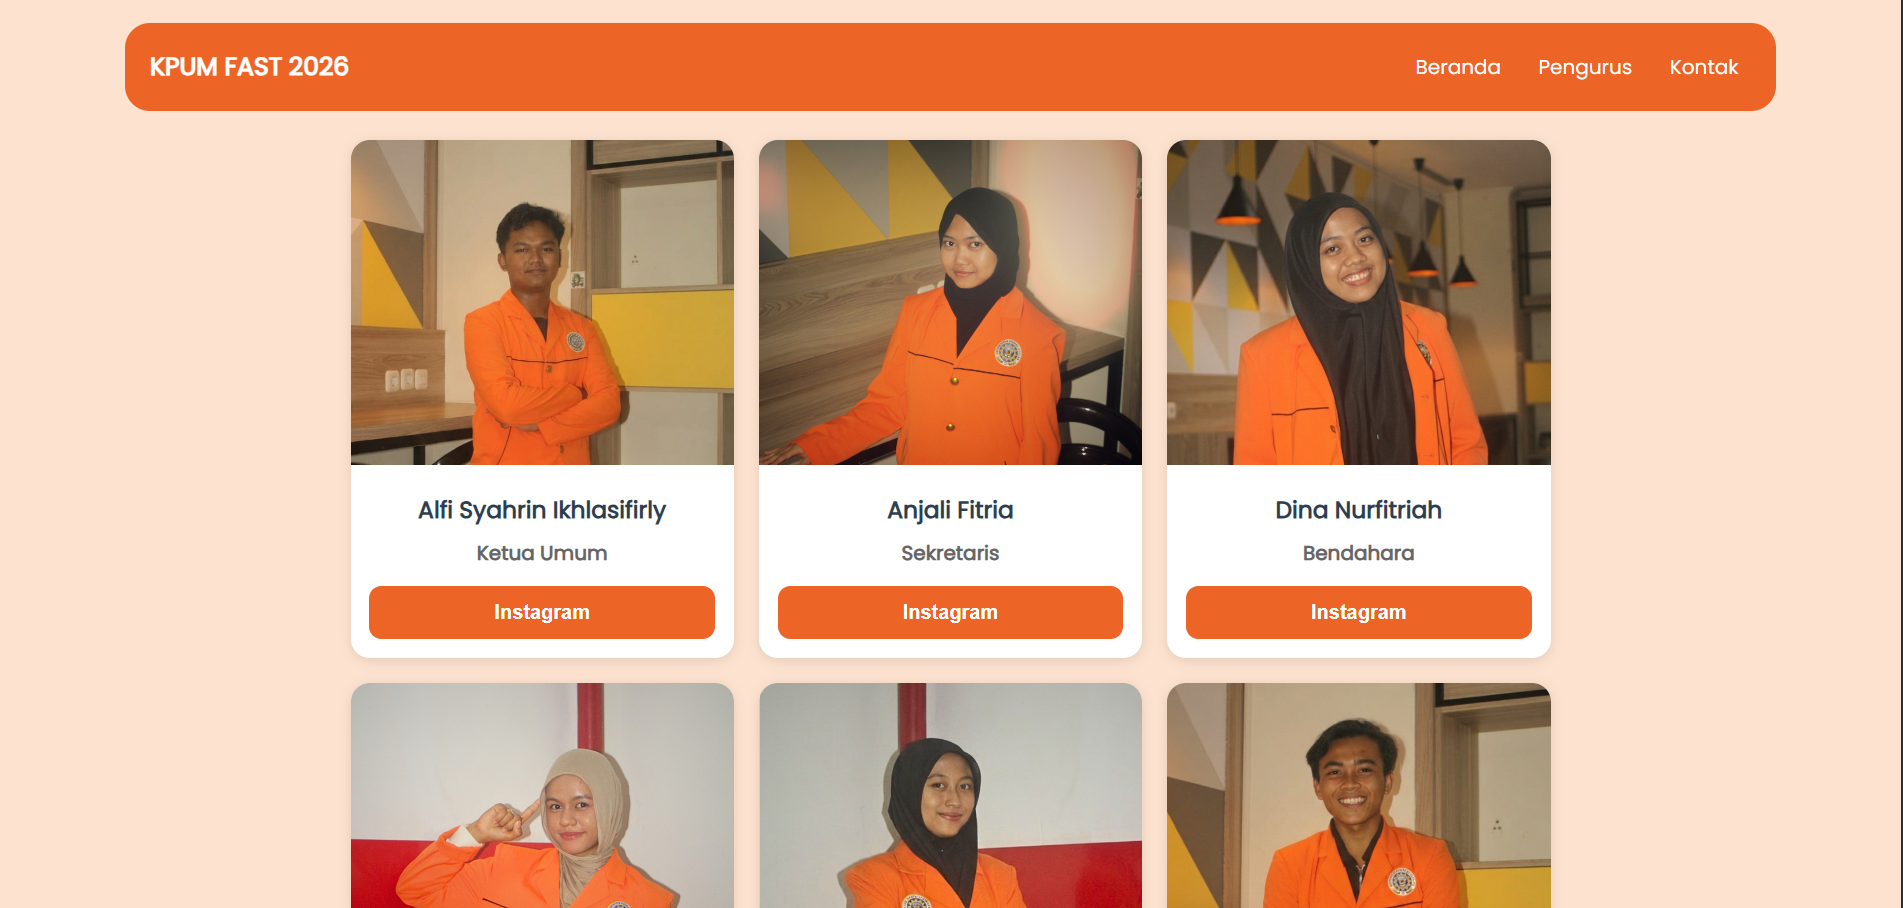 KPUM FAST 2026
Beranda
Pengurus
Kontak
Alfi Syahrin Ikhlasifirly
Ketua Umum
Instagram
Anjali Fitria
Sekretaris
Instagram
Dina Nurfitriah
Bendahara
Instagram